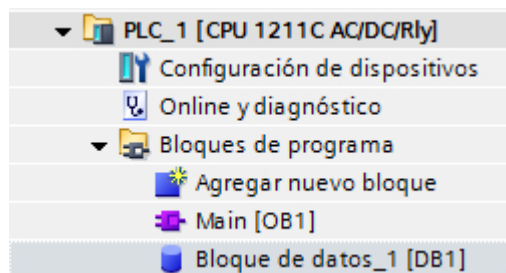 PLC_1 [CPU 1211C AC/DC/Rly]
Configuración de dispositivos
Online y diagnóstico
Bloques de programa
Agregar nuevo bloque
Main [OB1]
Bloque de datos_1 [DB1]